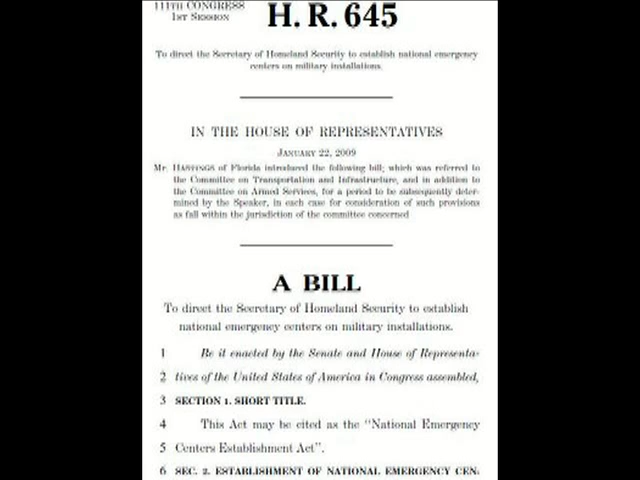 111TH CONGRESS
1ST SESSION
H. R. 645
To direct the Secretary of Homeland Security to establish national emergency
centers on military installations.
IN THE HOUSE OF REPRESENTATIVES
JANUARY 22, 2009
Mr. HASTINGS of Florida introduced the following bill; which was referred to
the Committee on Transportation and Infrastructure, and in addition to
the Committee on Armed Services, for a period to be subsequently deter-
mined by the Speaker, in each case for consideration of such provisions
as fall within the jurisdiction of the committee concerned
A BILL
To direct the Secretary of Homeland Security to establish
national emergency centers on military installations.
1 Be it enacted by the Senate and House of Representa-
2 tives of the United States of America in Congress assembled,
3 SECTION 1. SHORT TITLE.
4 This Act may be cited as the "National Emergency
5 Centers Establishment Act".
6 SEC. 2. ESTABLISHMENT OF NATIONAL EMERGENCY CEN-